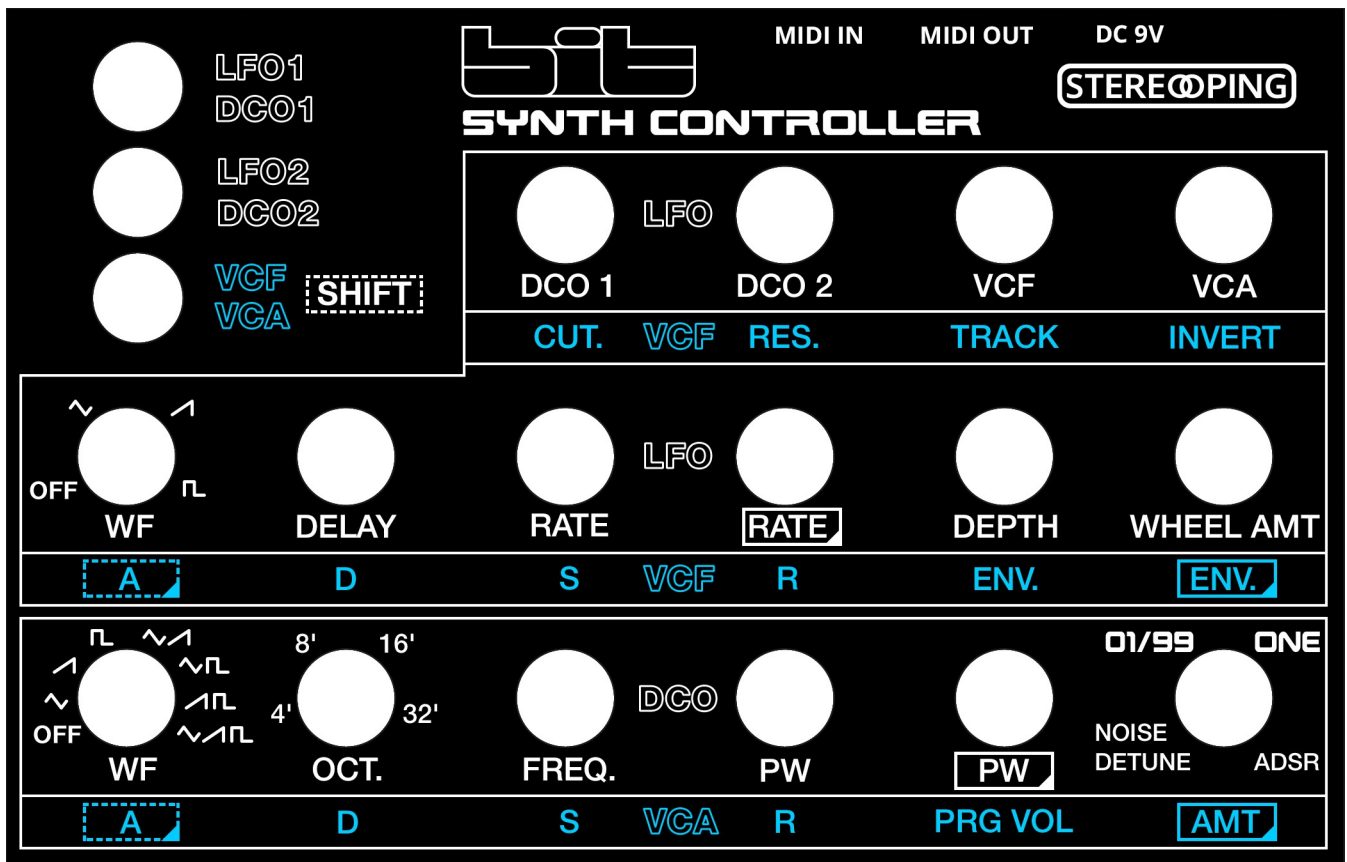 LFO1
DCO1
LFO2
DCO2
VCF
VCA
SHIFT
bit
SYNTH CONTROLLER
MIDI IN MIDI OUT DC 9V
STEREOOPING
LFO
DCO 1 DCO 2 VCF VCA
CUT. VCF RES. TRACK INVERT
OFF
LFO
WF DELAY RATE RATE DEPTH WHEEL AMT
A D S VCF R ENV. ENV.
OFF
8' 16'
4' 32'
DCO
01/99 ONE
NOISE
DETUNE ADSR
WF OCT. FREQ. PW PW
A D S VCA R PRG VOL AMT